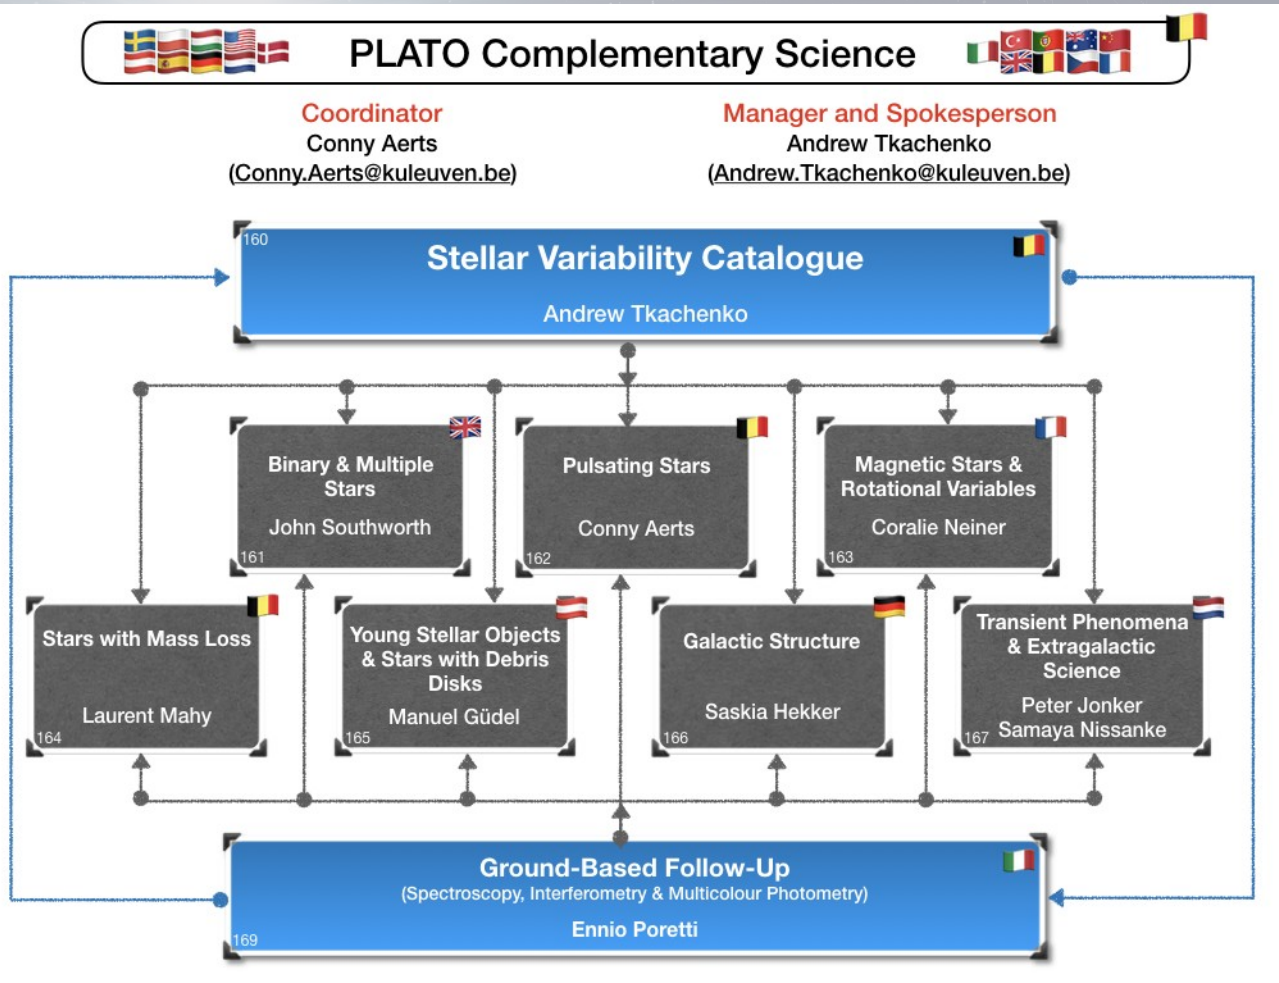 PLATO Complementary Science
Coordinator
Conny Aerts
(Conny.Aerts@kuleuven.be)
Manager and Spokesperson
Andrew Tkachenko
(Andrew.Tkachenko@kuleuven.be)
160
Stellar Variability Catalogue
Andrew Tkachenko
Binary & Multiple
Stars
John Southworth
161
Pulsating Stars
Conny Aerts
162
Magnetic Stars &
Rotational Variables
Coralie Neiner
163
Stars with Mass Loss
Laurent Mahy
164
Young Stellar Objects
& Stars with Debris
Disks
Manuel Güdel
165
Galactic Structure
Saskia Hekker
166
Transient Phenomena
& Extragalactic
Science
Peter Jonker
Samaya Nissanke
167
Ground-Based Follow-Up
(Spectroscopy, Interferometry & Multicolour Photometry)
Ennio Poretti
169